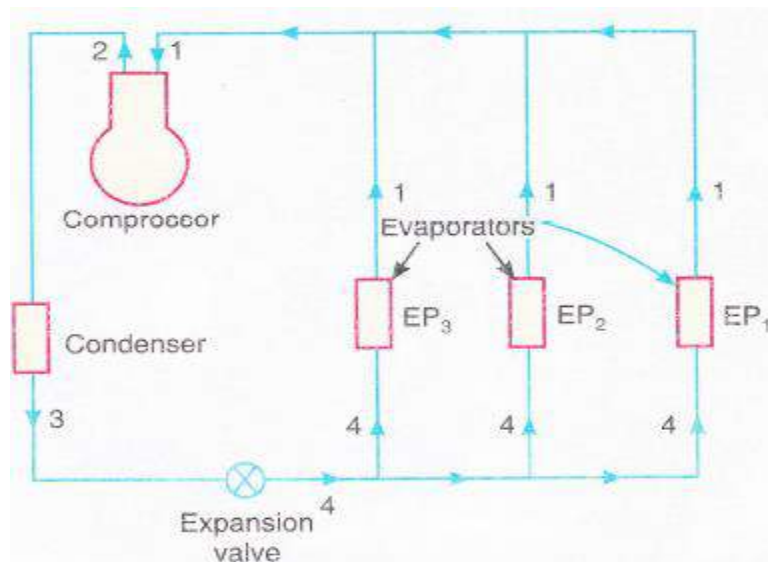 2 1
Comproccor
1 1 1
Evaporators
EP3 EP2 EP1
Condenser
3
4 4 4
4
Expansion
valve